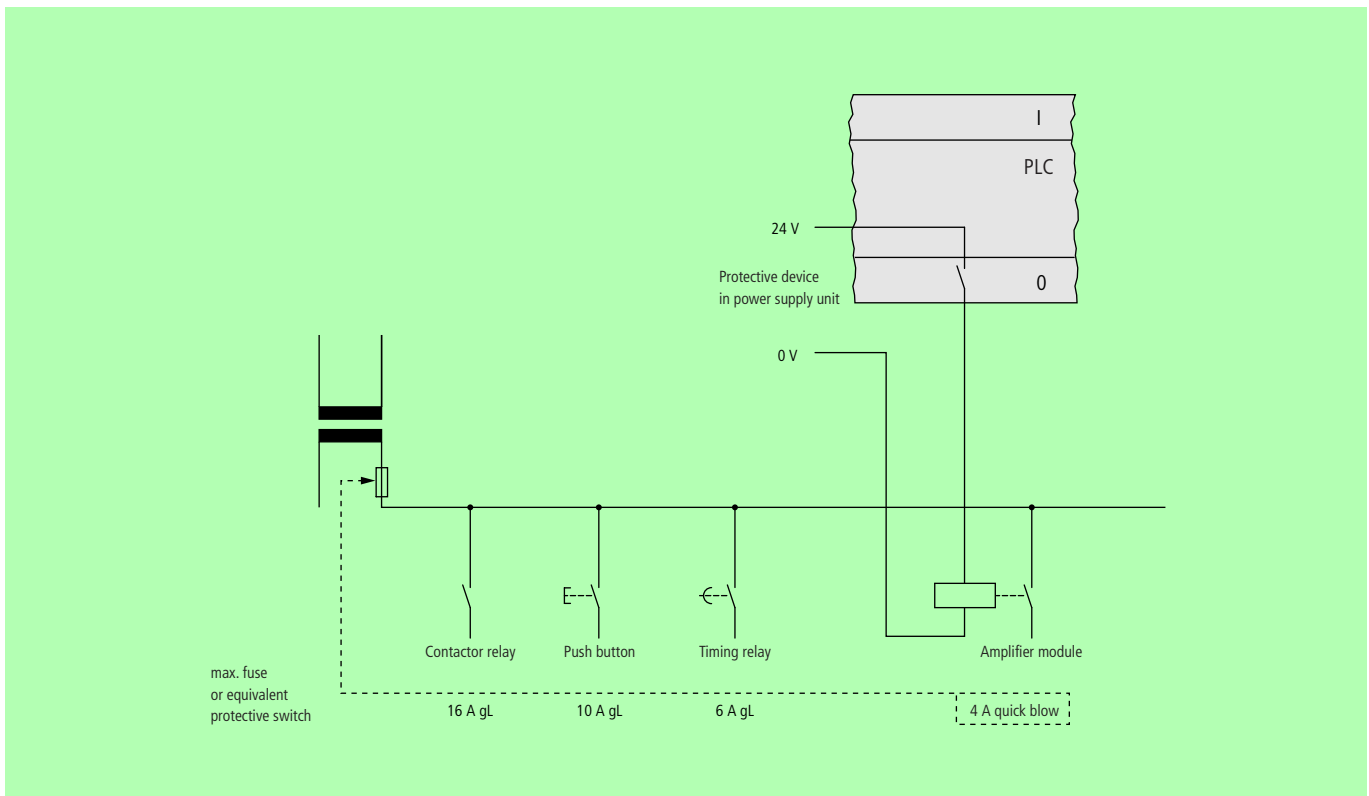 I
PLC
24 V
Protective device
in power supply unit
0
0 V
Contactor relay
Push button
Timing relay
Amplifier module
max. fuse
or equivalent
protective switch
16 A gL
10 A gL
6 A gL
4 A quick blow